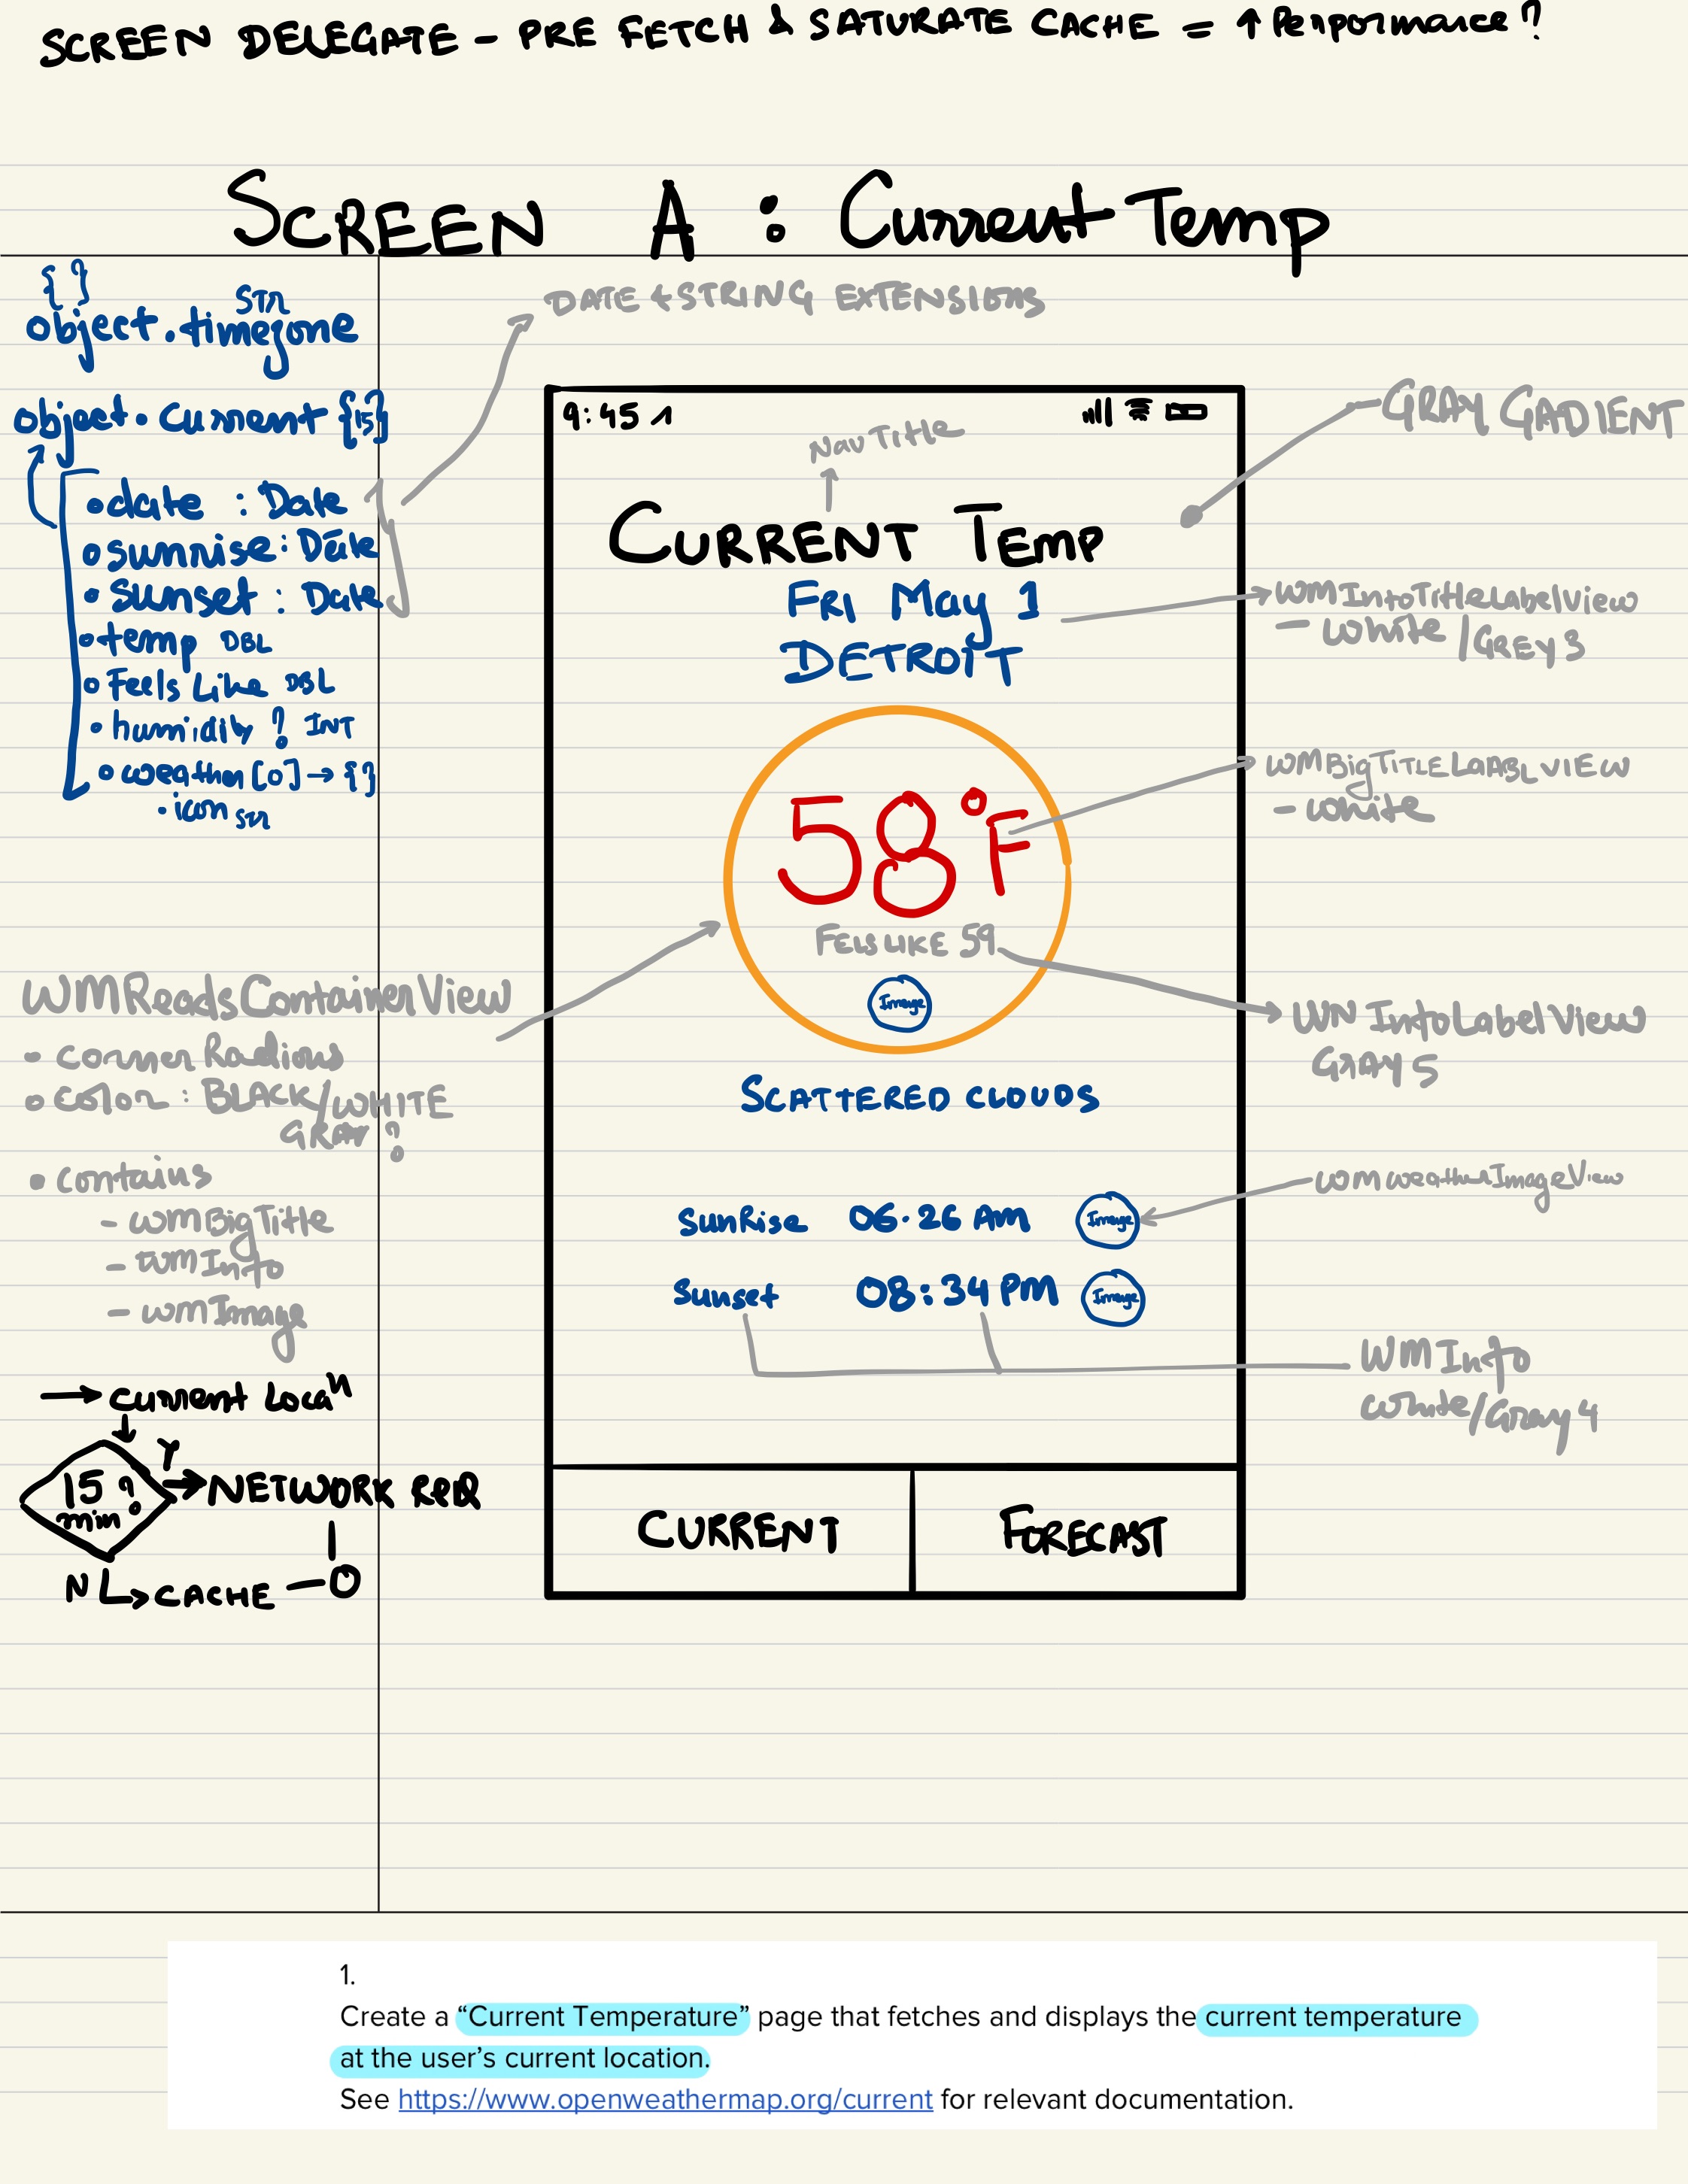 SCREEN DELEGATE - PRE FETCH & SATURATE CACHE = ↑ Perpormance?
SCREEN A : Current Temp
{ }
STR
object.timezone
object.current {15}
•date : Date
•sunrise: Date
•Sunset : Date
•temp DBL
•Feels Like DBL
•humidity ? INT
•weather [0] → {}
-icon STR
DATE & STRING EXTENSIONS
WMReadsContainerView
• corner Radious
• color : BLACK/WHITE
GRAY ?
• contains
- WMBigTitle
- WMInfo
- WMImage
→ Current Locaⁿ
↓
15 min ?
Y → NETWORK REQ
N ↳ CACHE — O
9:45
Nav Title
CURRENT TEMP
FRI May 1
DETROIT
58°F
FELS LIKE 59
Image
SCATTERED CLOUDS
SunRise 06.26 AM Image
Sunset 08:34 PM Image
CURRENT FORECAST
GRAY GADIENT
WMInfoTitleLabelView
- White / GREY 3
WMBigTITLELAABLVIEW
- White
WN InfoLabelView
GRAY 5
WMWeatherImageView
WMInfo
White/Gray 4
1.
Create a “Current Temperature” page that fetches and displays the current temperature
at the user’s current location.
See https://www.openweathermap.org/current for relevant documentation.